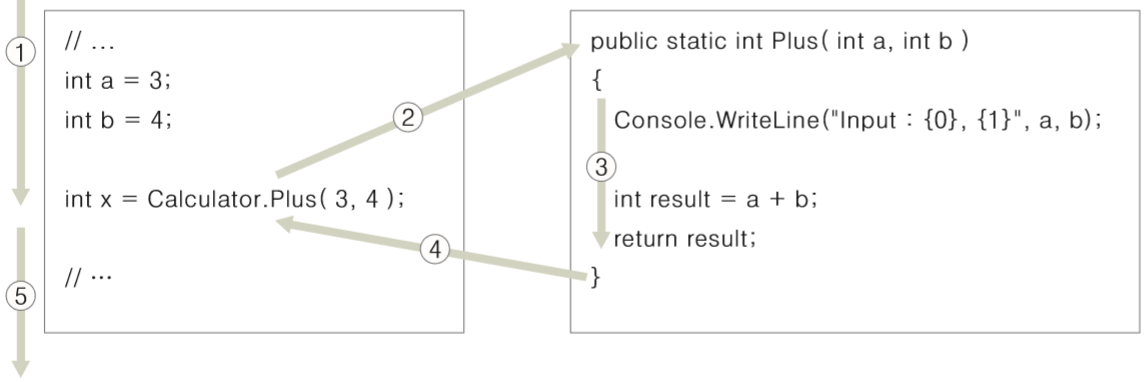 ①
// ...
int a = 3;
int b = 4;
②
int x = Calculator.Plus( 3, 4 );
④
// ...
⑤
public static int Plus( int a, int b )
{
Console.WriteLine("Input : {0}, {1}", a, b);
③
int result = a + b;
return result;
}